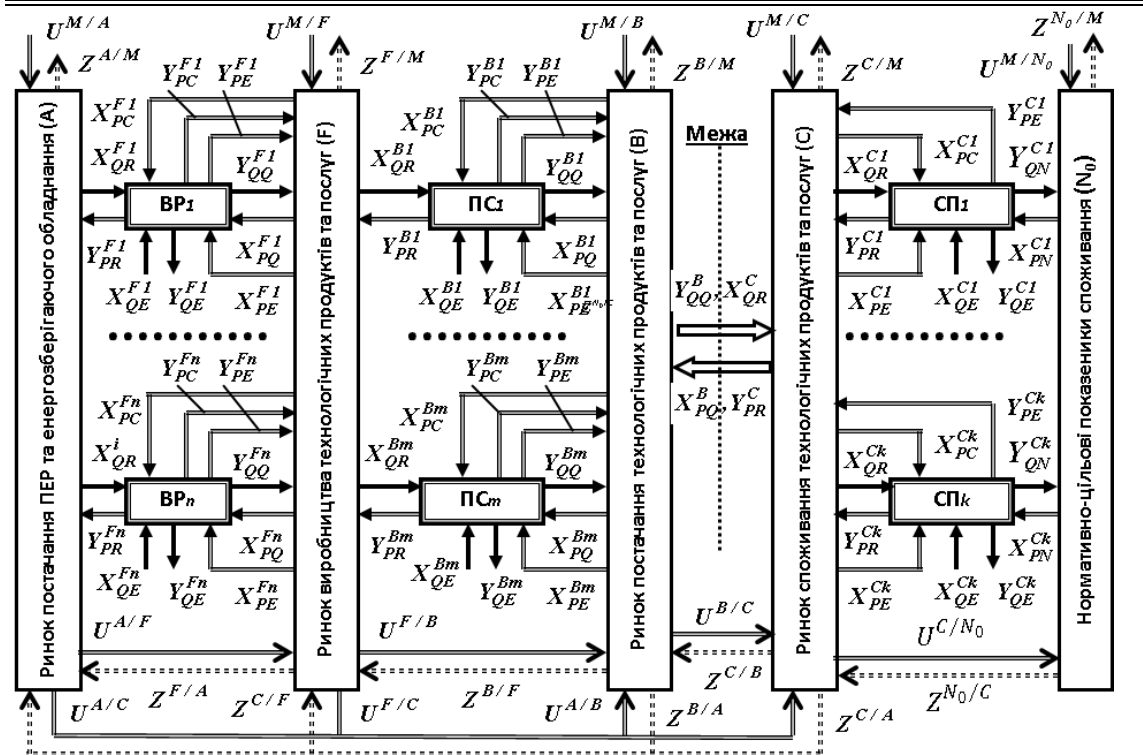 U^{M/A} Z^{A/M} U^{M/F} Z^{F/M} U^{M/B} Z^{B/M} U^{M/C} Z^{C/M} Z^{N_0/M} U^{M/N_0}
Ринок постачання ПЕР та енергозберігаючого обладнання (А)
Y_{PC}^{F1} Y_{PE}^{F1}
X_{PC}^{F1}
X_{QR}^{F1} Y_{QQ}^{F1}
ВР1
Y_{PR}^{F1} X_{PQ}^{F1}
X_{QE}^{F1} Y_{QE}^{F1} X_{PE}^{F1}
Y_{PC}^{Fn} Y_{PE}^{Fn}
X_{PC}^{Fn}
X_{QR}^{i} Y_{QQ}^{Fn}
ВРn
Y_{PR}^{Fn} X_{PQ}^{Fn}
X_{QE}^{Fn} Y_{QE}^{Fn} X_{PE}^{Fn}
Ринок виробництва технологічних продуктів та послуг (F)
Y_{PC}^{B1} Y_{PE}^{B1}
X_{PC}^{B1}
X_{QR}^{B1} Y_{QQ}^{B1}
ПС1
Y_{PR}^{B1} X_{PQ}^{B1}
X_{QE}^{B1} Y_{QE}^{B1} X_{PE}^{B1}
Z^{N_0/C}
Y_{PC}^{Bm} Y_{PE}^{Bm}
X_{PC}^{Bm}
X_{QR}^{Bm} Y_{QQ}^{Bm}
ПСm
Y_{PR}^{Bm} X_{PQ}^{Bm}
X_{QE}^{Bm} Y_{QE}^{Bm} X_{PE}^{Bm}
Ринок постачання технологічних продуктів та послуг (В)
Межа
Y_{QQ}^{B}, X_{QR}^{C}
X_{PQ}^{B}, Y_{PR}^{C}
Ринок споживання технологічних продуктів та послуг (С)
Y_{PE}^{C1}
X_{PC}^{C1}
X_{QR}^{C1} Y_{QN}^{C1}
СП1
Y_{PR}^{C1} X_{PN}^{C1}
X_{PE}^{C1} X_{QE}^{C1} Y_{QE}^{C1}
Y_{PE}^{Ck}
X_{PC}^{Ck}
X_{QR}^{Ck} Y_{QN}^{Ck}
СПk
Y_{PR}^{Ck} X_{PN}^{Ck}
X_{PE}^{Ck} X_{QE}^{Ck} Y_{QE}^{Ck}
Нормативно-цільові показеники споживання (N₀)
U^{A/F} U^{F/B} U^{B/C} U^{C/N_0}
Z^{F/A} Z^{C/F} Z^{B/F} Z^{C/B} Z^{N_0/C}
U^{A/C} U^{F/C} U^{A/B} Z^{B/A} Z^{C/A}